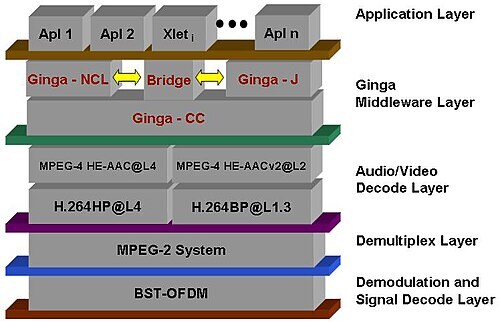 Apl 1
Apl 2
Xlet i
Apl n
Application Layer
Ginga - NCL
Bridge
Ginga - J
Ginga - CC
Ginga
Middleware Layer
MPEG-4 HE-AAC@L4
MPEG-4 HE-AACv2@L2
H.264HP@L4
H.264BP@L1.3
Audio/Video
Decode Layer
MPEG-2 System
Demultiplex Layer
BST-OFDM
Demodulation and
Signal Decode Layer